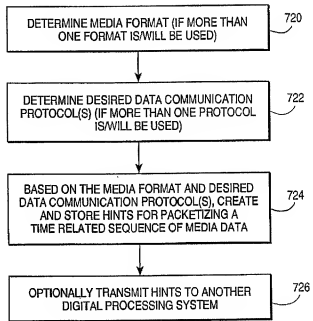 DETERMINE MEDIA FORMAT (IF MORE THAN
ONE FORMAT IS/WILL BE USED)
720
DETERMINE DESIRED DATA COMMUNICATION
PROTOCOL(S) (IF MORE THAN ONE PROTOCOL
IS/WILL BE USED)
722
BASED ON THE MEDIA FORMAT AND DESIRED
DATA COMMUNICATION PROTOCOL(S), CREATE
AND STORE HINTS FOR PACKETIZING A
TIME RELATED SEQUENCE OF MEDIA DATA
724
OPTIONALLY TRANSMIT HINTS TO ANOTHER
DIGITAL PROCESSING SYSTEM
726